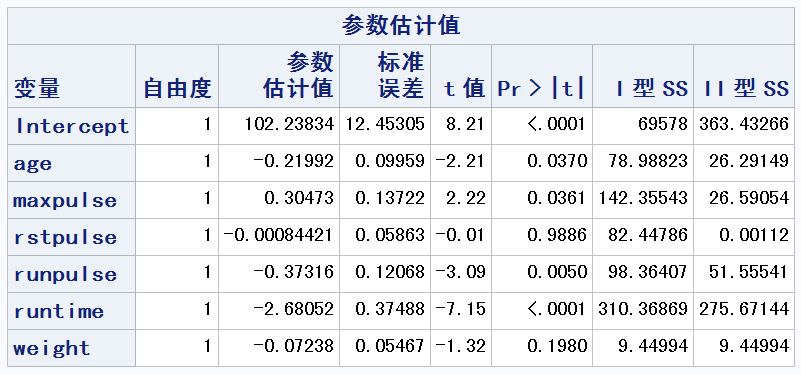 参数估计值
变量 自由度 参数估计值 标准误差 t 值 Pr > |t| I 型 SS II 型 SS
Intercept 1 102.23834 12.45305 8.21 <.0001 69578 363.43266
age 1 -0.21992 0.09959 -2.21 0.0370 78.98823 26.29149
maxpulse 1 0.30473 0.13722 2.22 0.0361 142.35543 26.59054
rstpulse 1 -0.00084421 0.05863 -0.01 0.9886 82.44786 0.00112
runpulse 1 -0.37316 0.12068 -3.09 0.0050 98.36407 51.55541
runtime 1 -2.68052 0.37488 -7.15 <.0001 310.36869 275.67144
weight 1 -0.07238 0.05467 -1.32 0.1980 9.44994 9.44994